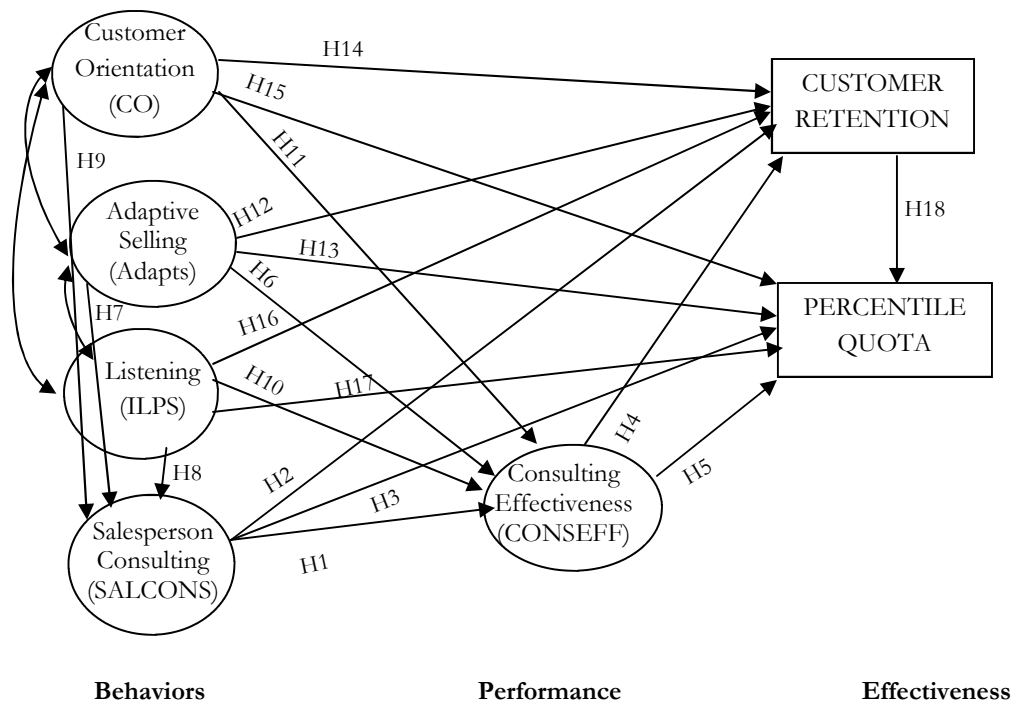 Customer
Orientation
(CO)
H14
H15
H11
H9
CUSTOMER
RETENTION
H18
Adaptive
Selling
(Adapts)
H12
H13
H6
H7
H16
PERCENTILE
QUOTA
Listening
(ILPS)
H10
H17
H8
H2
H3
H1
H4
H5
Consulting
Effectiveness
(CONSEFF)
Salesperson
Consulting
(SALCONS)
Behaviors
Performance
Effectiveness